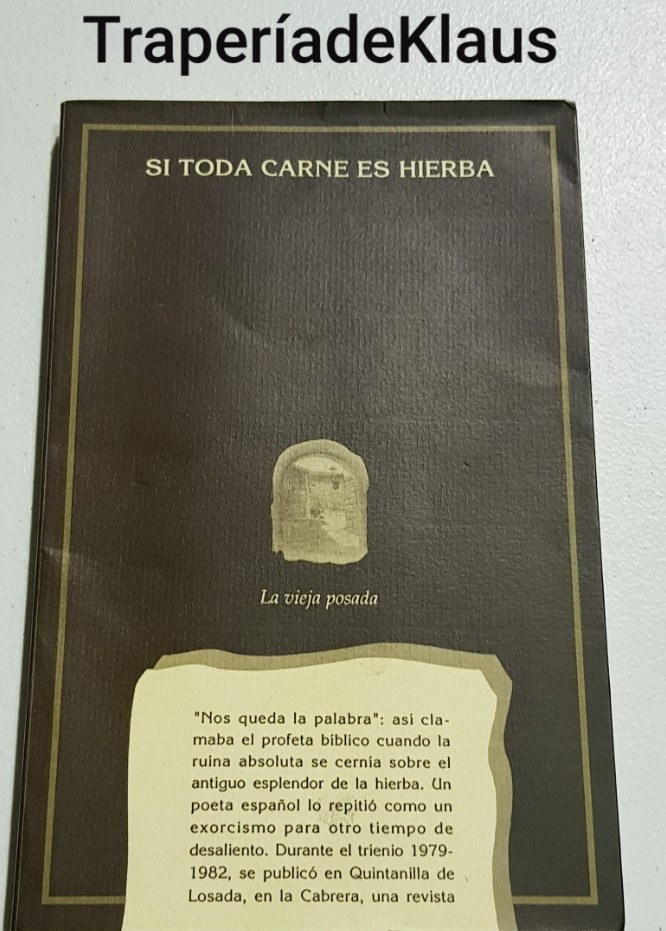 TraperíadeKlaus
SI TODA CARNE ES HIERBA
La vieja posada
"Nos queda la palabra": así cla-
maba el profeta bíblico cuando la
ruina absoluta se cernía sobre el
antiguo esplendor de la hierba. Un
poeta español lo repitió como un
exorcismo para otro tiempo de
desaliento. Durante el trienio 1979-
1982, se publicó en Quintanilla de
Losada, en la Cabrera, una revista